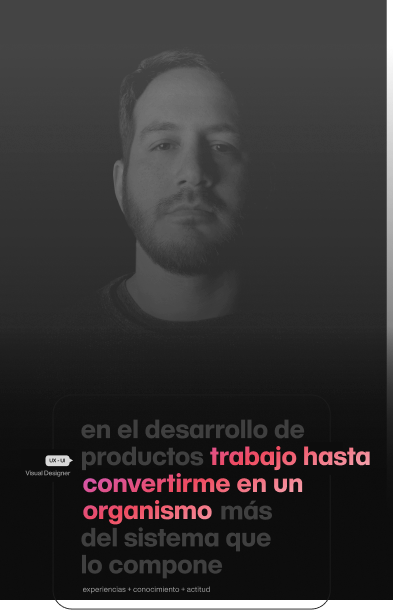 en el desarrollo de
productos trabajo hasta
convertirme en un
organismo más
del sistema que
lo compone
UX - UI
Visual Designer
experiencias + conocimiento + actitud